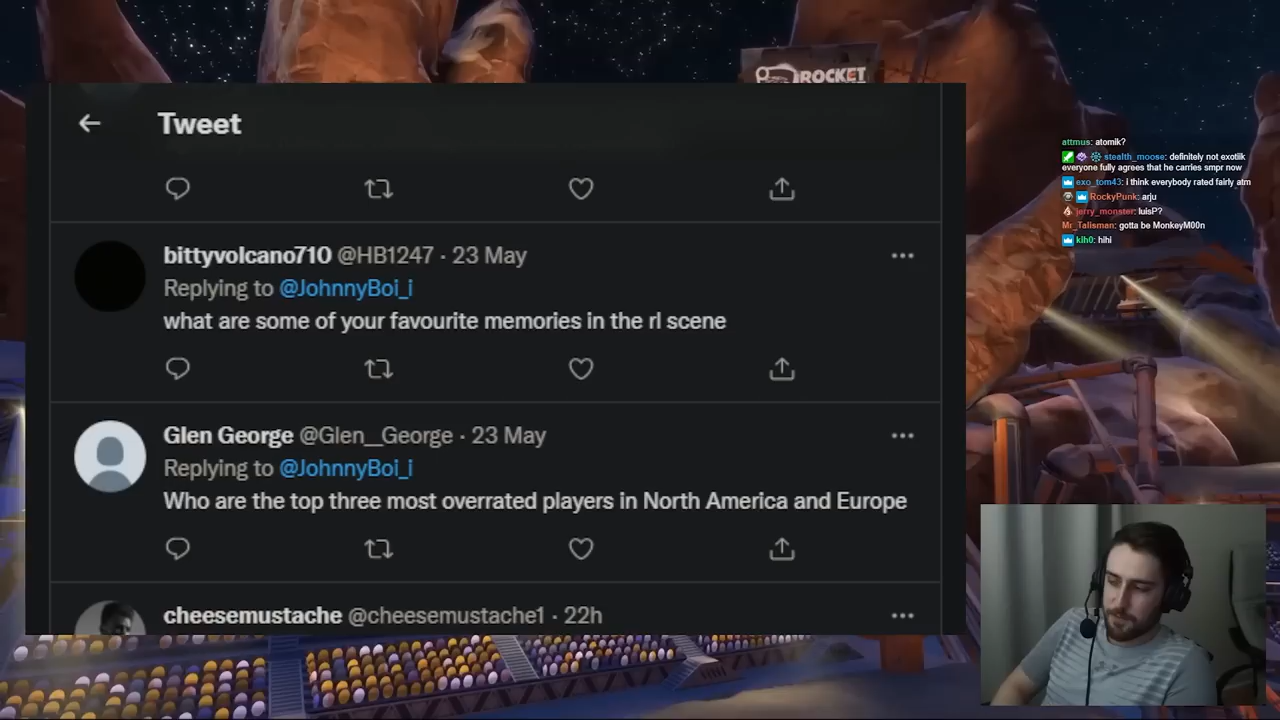 ROCKET
Tweet
bittyvolcano710 @HB1247 · 23 May
Replying to @JohnnyBoi_i
what are some of your favourite memories in the rl scene
Glen George @Glen__George · 23 May
Replying to @JohnnyBoi_i
Who are the top three most overrated players in North America and Europe
cheesemustache @cheesemustache1 · 22h
attmus: atomik?
stealth_moose: definitely not exotiik
everyone fully agrees that he carries smpr now
exo_tom43: i think everybody rated fairly atm
RockyPunk: arju
jerry_monster: luisP?
Mr_Talisman: gotta be MonkeyM00n
klh0: hihi